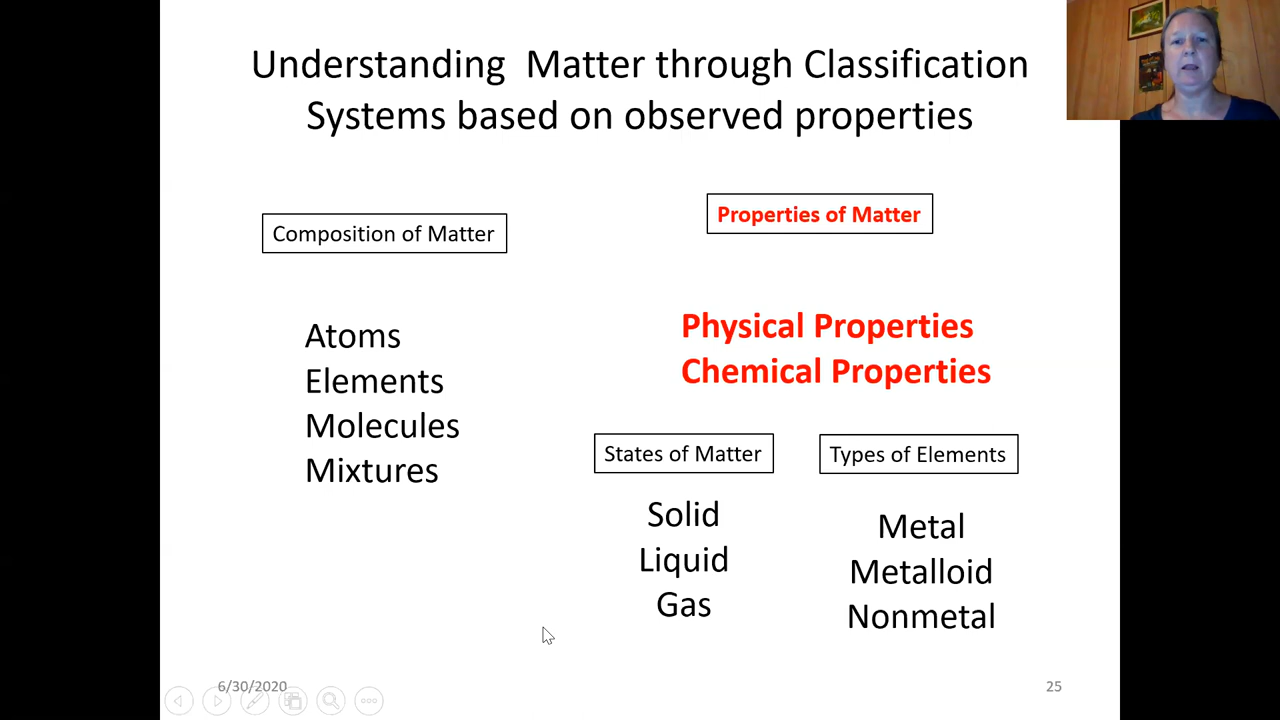 Understanding  Matter through Classification
Systems based on observed properties
Composition of Matter
Atoms
Elements
Molecules
Mixtures
Properties of Matter
Physical Properties
Chemical Properties
States of Matter
Solid
Liquid
Gas
Types of Elements
Metal
Metalloid
Nonmetal
6/30/2020
25